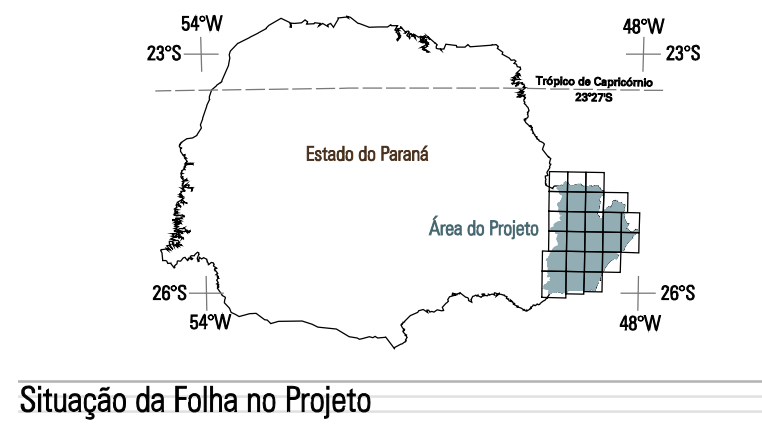 54°W
48°W
23°S
23°S
Trópico de Capricórnio
23°27'S
Estado do Paraná
Área do Projeto
26°S
26°S
54°W
48°W
Situação da Folha no Projeto